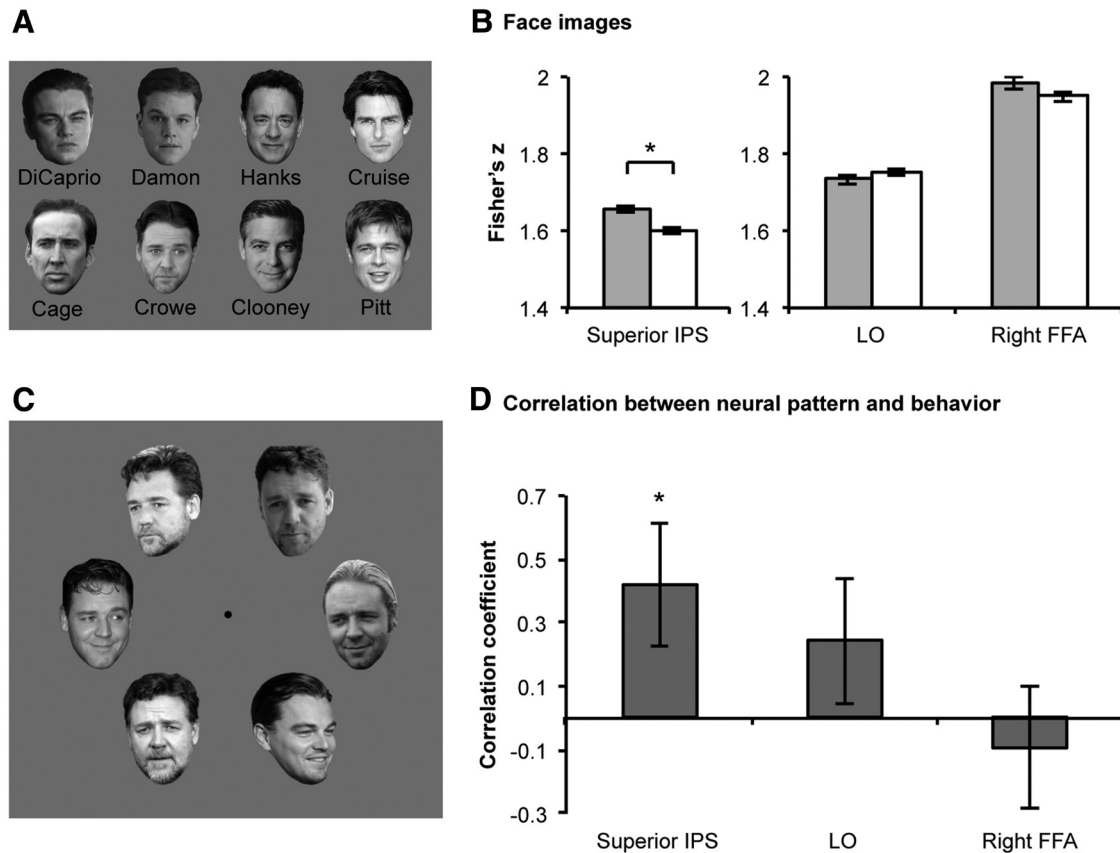 A
DiCaprio Damon Hanks Cruise
Cage Crowe Clooney Pitt
B Face images
Fisher's z
2
1.8
1.6
1.4
*
Superior IPS
2
1.8
1.6
1.4
LO Right FFA
C
D Correlation between neural pattern and behavior
Correlation coefficient
0.7
0.5
0.3
0.1
-0.1
-0.3
*
Superior IPS LO Right FFA